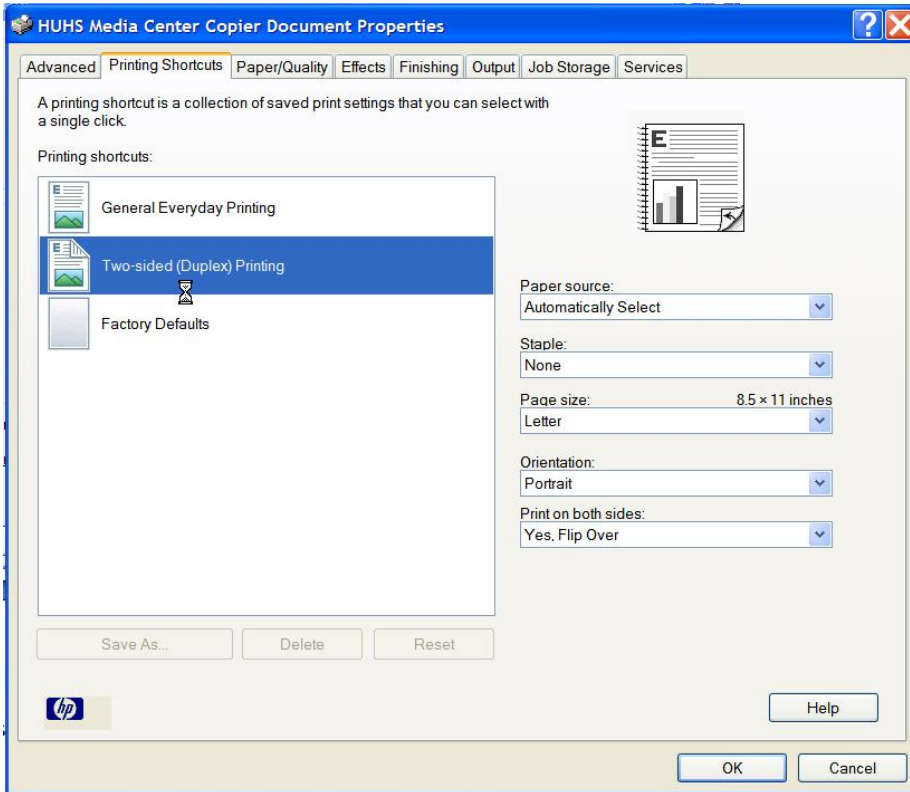 HUHS Media Center Copier Document Properties
?
Advanced Printing Shortcuts Paper/Quality Effects Finishing Output Job Storage Services
A printing shortcut is a collection of saved print settings that you can select with
a single click.
Printing shortcuts:
E
General Everyday Printing
E
Two-sided (Duplex) Printing
Factory Defaults
E
Paper source:
Automatically Select
Staple:
None
Page size: 8.5 × 11 inches
Letter
Orientation:
Portrait
Print on both sides:
Yes, Flip Over
Save As... Delete Reset
hp
Help
OK Cancel